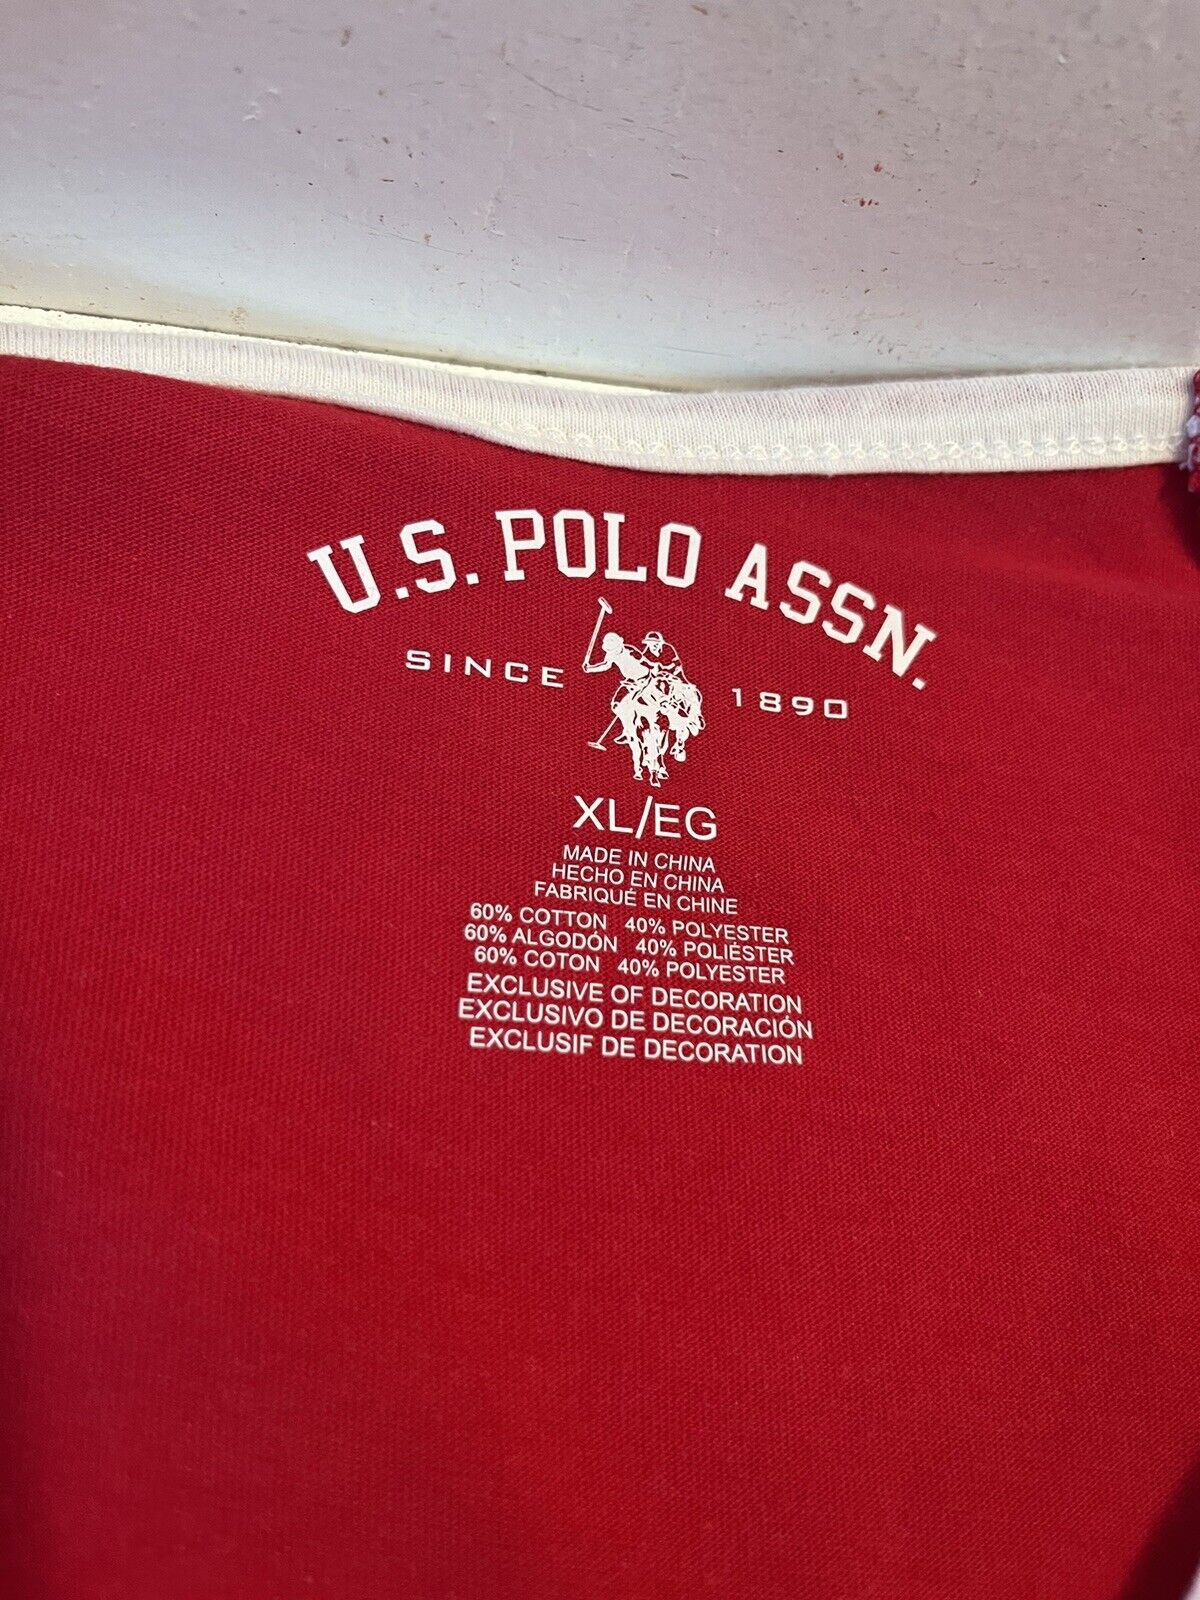 U.S. POLO ASSN.
SINCE 1890
XL/EG
MADE IN CHINA
HECHO EN CHINA
FABRIQUÉ EN CHINE
60% COTTON 40% POLYESTER
60% ALGODÓN 40% POLIÉSTER
60% COTON 40% POLYESTER
EXCLUSIVE OF DECORATION
EXCLUSIVO DE DECORACIÓN
EXCLUSIF DE DECORATION